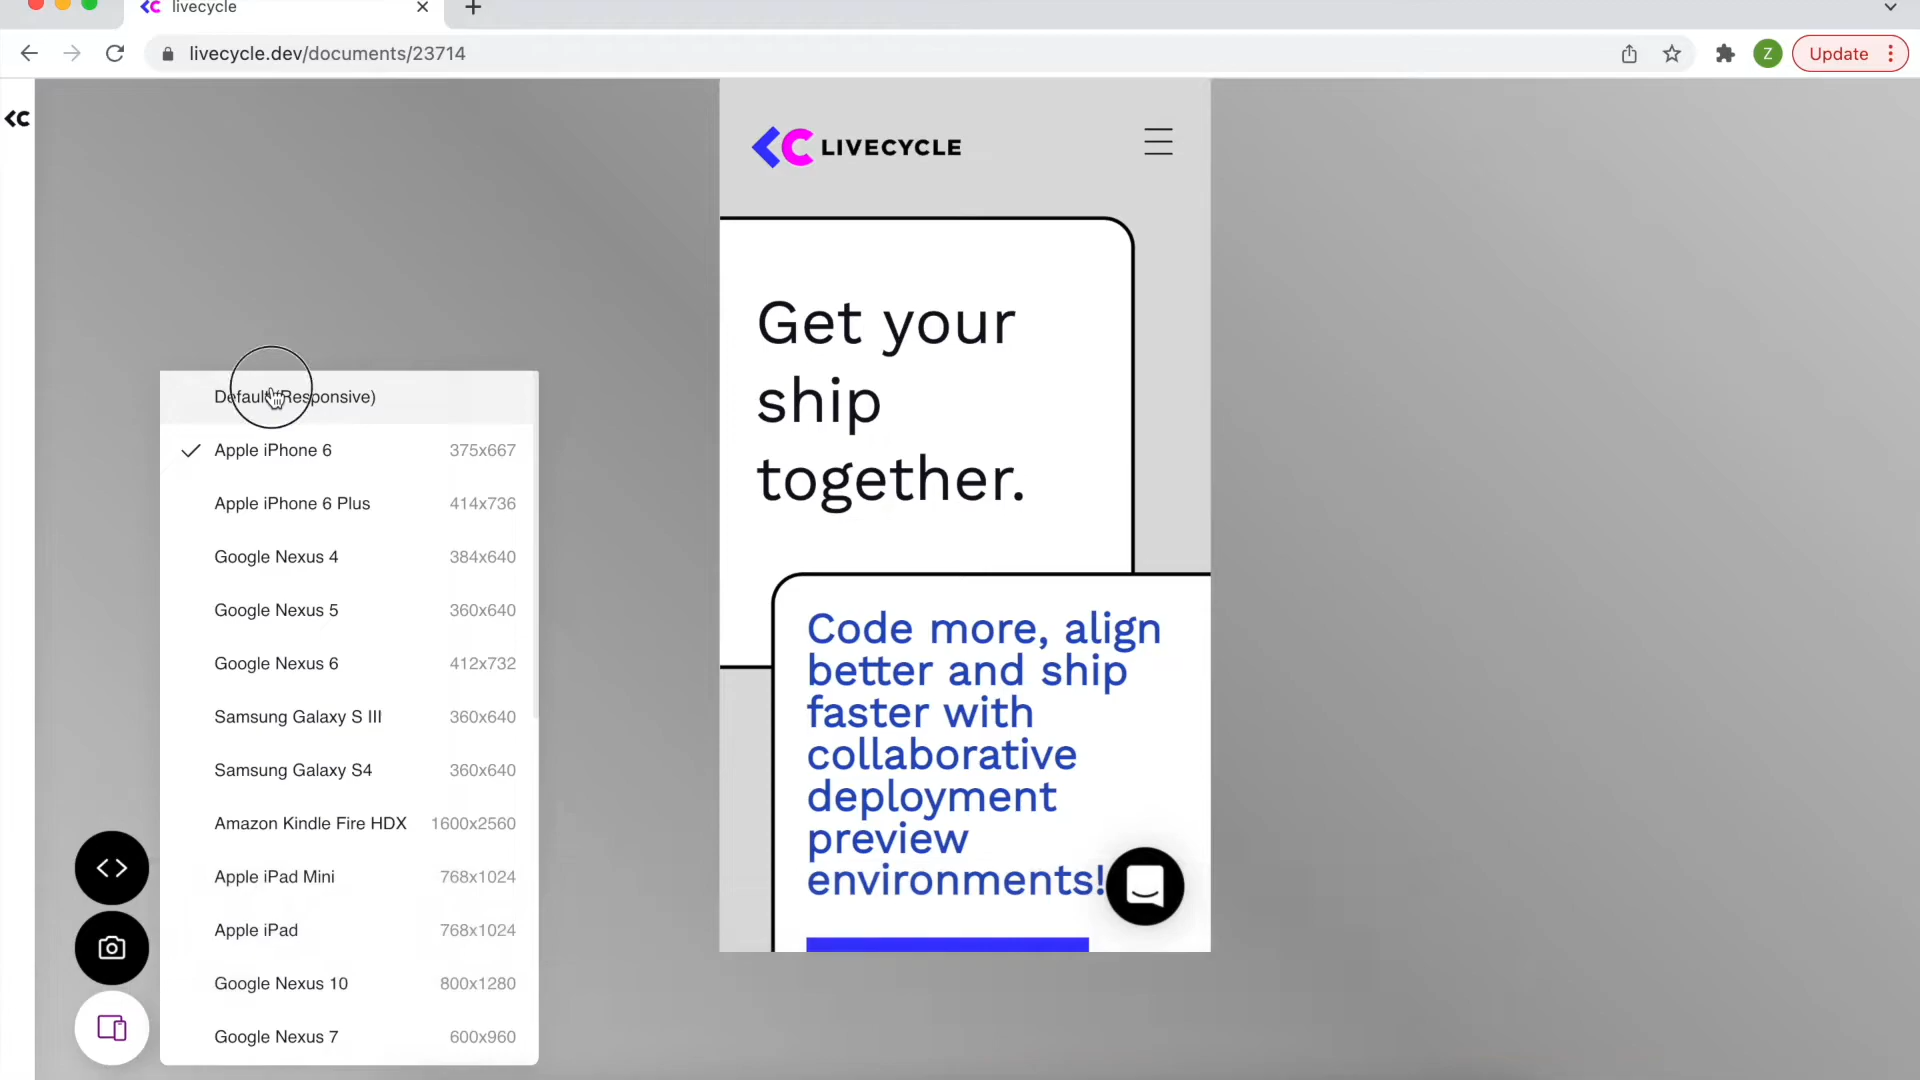 livecycle
livecycle.dev/documents/23714
Z
Update
LIVECYCLE
Get your
ship
together.
Code more, align
better and ship
faster with
collaborative
deployment
preview
environments!
Default (Responsive)
Apple iPhone 6 375x667
Apple iPhone 6 Plus 414x736
Google Nexus 4 384x640
Google Nexus 5 360x640
Google Nexus 6 412x732
Samsung Galaxy S III 360x640
Samsung Galaxy S4 360x640
Amazon Kindle Fire HDX 1600x2560
Apple iPad Mini 768x1024
Apple iPad 768x1024
Google Nexus 10 800x1280
Google Nexus 7 600x960